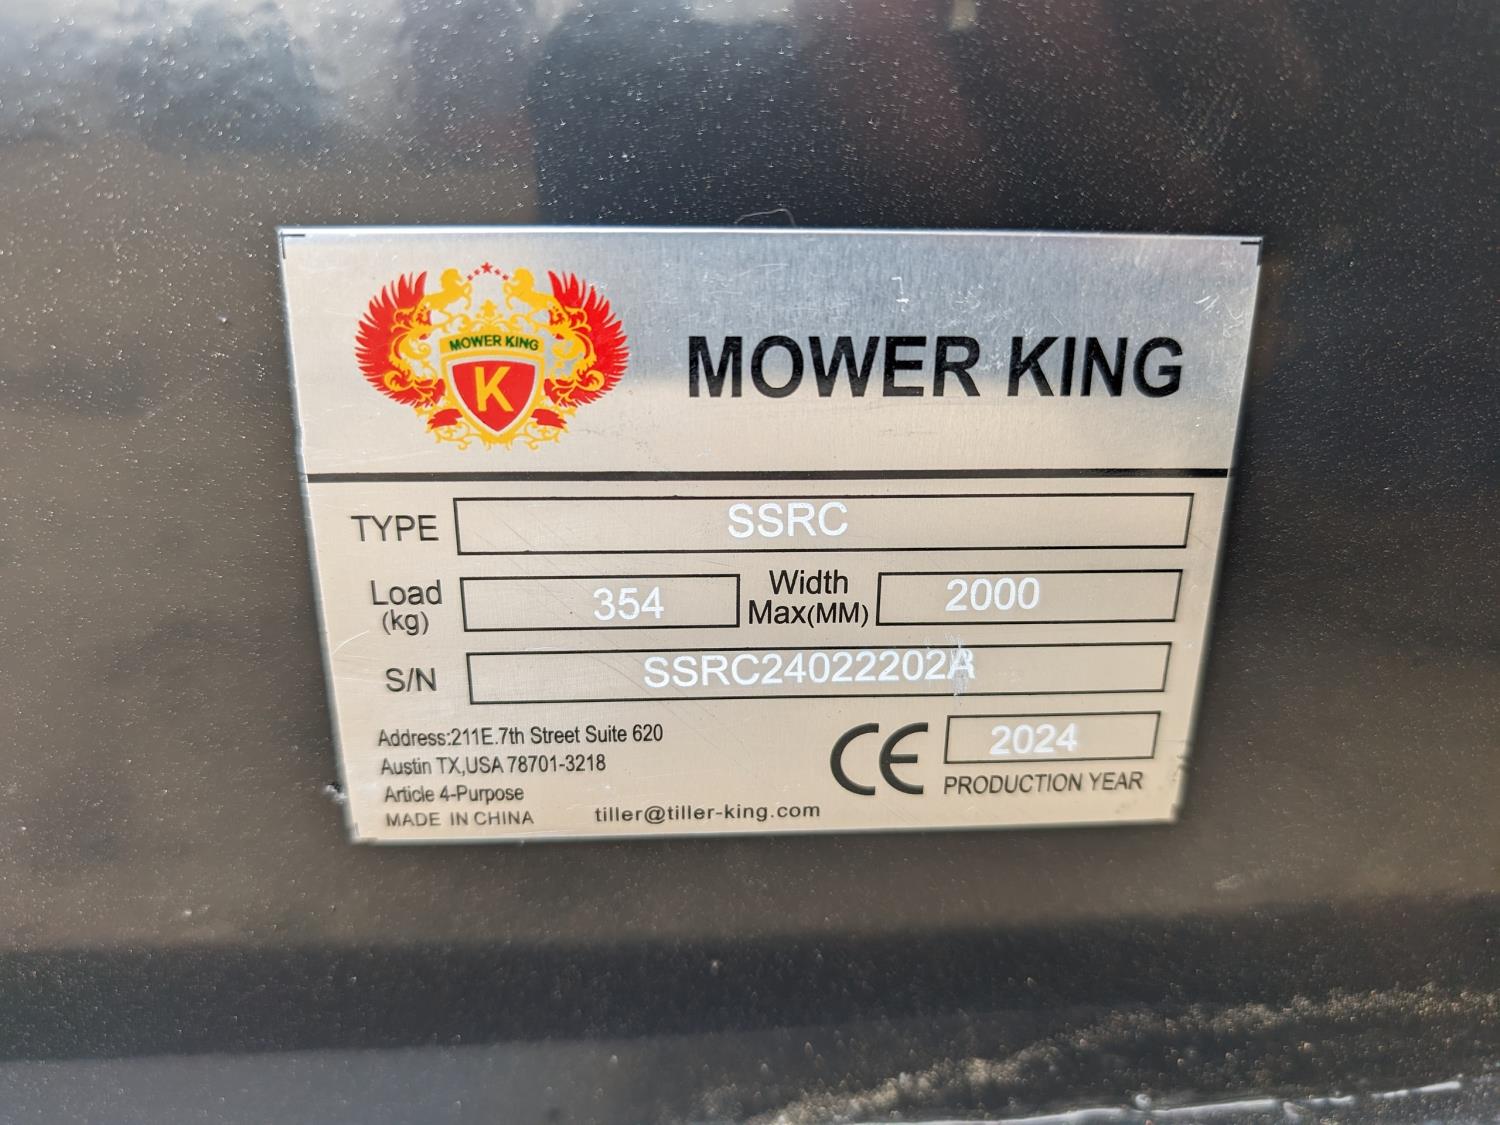 MOWER KING
K
MOWER KING
TYPE SSRC
Load (kg) 354 Width Max(MM) 2000
S/N
Address:211E.7th Street Suite 620
Austin TX,USA 78701-3218
Article 4-Purpose
MADE IN CHINA
tiller@tiller-king.com
CE 2024
PRODUCTION YEAR